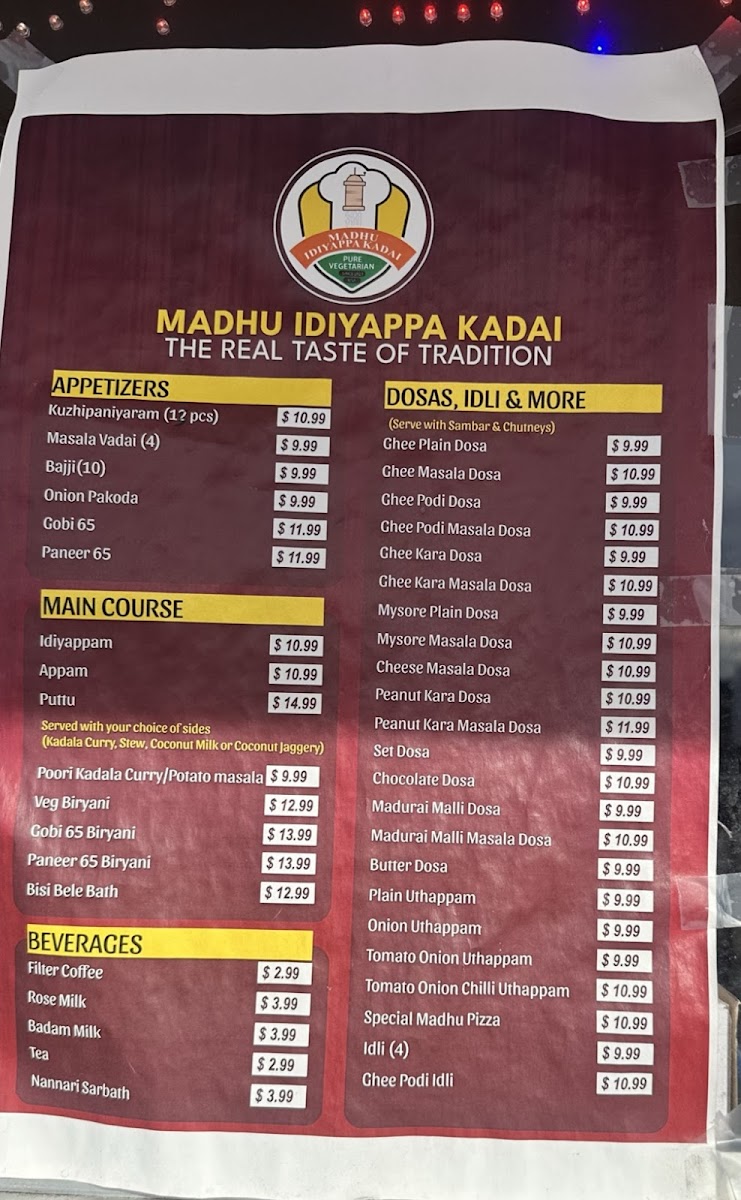 MADHU
IDIYAPPA KADAI
PURE
VEGETARIAN
MADHU IDIYAPPA KADAI
THE REAL TASTE OF TRADITION
APPETIZERS
Kuzhipaniyaram (12 pcs) $ 10.99
Masala Vadai (4) $ 9.99
Bajji(10) $ 9.99
Onion Pakoda $ 9.99
Gobi 65 $ 11.99
Paneer 65 $ 11.99
MAIN COURSE
Idiyappam $ 10.99
Appam $ 10.99
Puttu $ 14.99
Served with your choice of sides
(Kadala Curry, Stew, Coconut Milk or Coconut Jaggery)
Poori Kadala Curry/Potato masala $ 9.99
Veg Biryani $ 12.99
Gobi 65 Biryani $ 13.99
Paneer 65 Biryani $ 13.99
Bisi Bele Bath $ 12.99
BEVERAGES
Filter Coffee $ 2.99
Rose Milk $ 3.99
Badam Milk $ 3.99
Tea $ 2.99
Nannari Sarbath $ 3.99
DOSAS, IDLI & MORE
(Serve with Sambar & Chutneys)
Ghee Plain Dosa $ 9.99
Ghee Masala Dosa $ 10.99
Ghee Podi Dosa $ 9.99
Ghee Podi Masala Dosa $ 10.99
Ghee Kara Dosa $ 9.99
Ghee Kara Masala Dosa $ 10.99
Mysore Plain Dosa $ 9.99
Mysore Masala Dosa $ 10.99
Cheese Masala Dosa $ 10.99
Peanut Kara Dosa $ 10.99
Peanut Kara Masala Dosa $ 11.99
Set Dosa $ 9.99
Chocolate Dosa $ 10.99
Madurai Malli Dosa $ 9.99
Madurai Malli Masala Dosa $ 10.99
Butter Dosa $ 9.99
Plain Uthappam $ 9.99
Onion Uthappam $ 9.99
Tomato Onion Uthappam $ 9.99
Tomato Onion Chilli Uthappam $ 10.99
Special Madhu Pizza $ 10.99
Idli (4) $ 9.99
Ghee Podi Idli $ 10.99